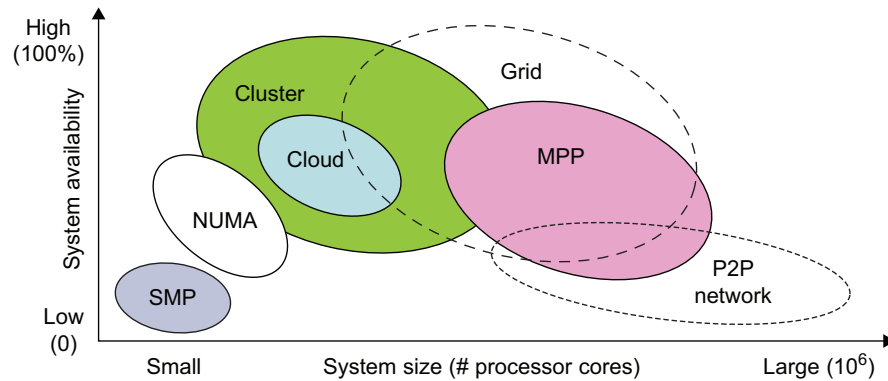 High
(100%)
System availability
Low
(0)
Cluster
Cloud
Grid
MPP
NUMA
SMP
P2P
network
Small
System size (# processor cores)
Large (10⁶)